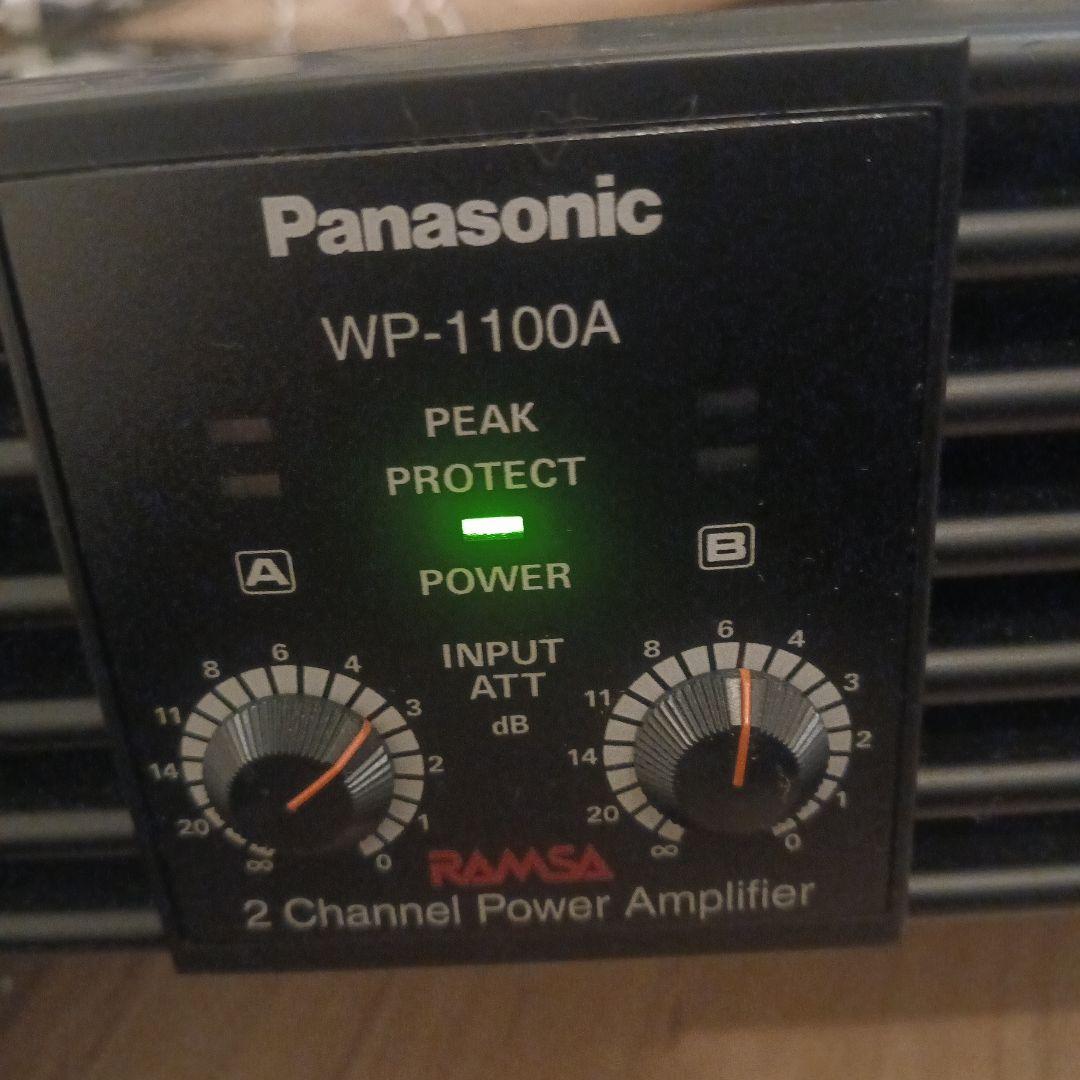 Panasonic
WP-1100A
PEAK
PROTECT
POWER
A
B
INPUT
ATT
dB
∞ 20 14 11 8 6 4 3 2 1 0
∞ 20 14 11 8 6 4 3 2 1 0
RAMSA
2 Channel Power Amplifier